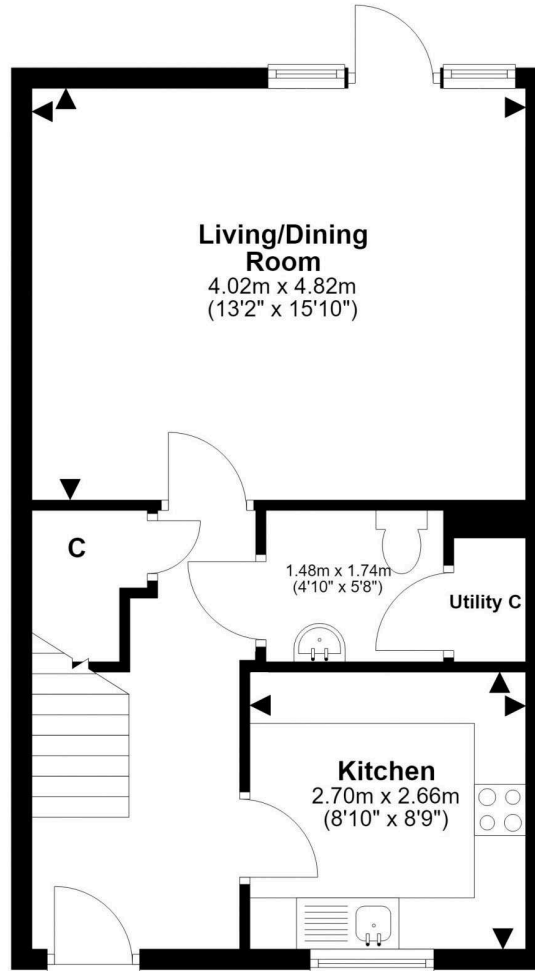 Living/Dining
Room
4.02m x 4.82m
(13'2" x 15'10")
C
1.48m x 1.74m
(4'10" x 5'8")
Utility C
Kitchen
2.70m x 2.66m
(8'10" x 8'9")